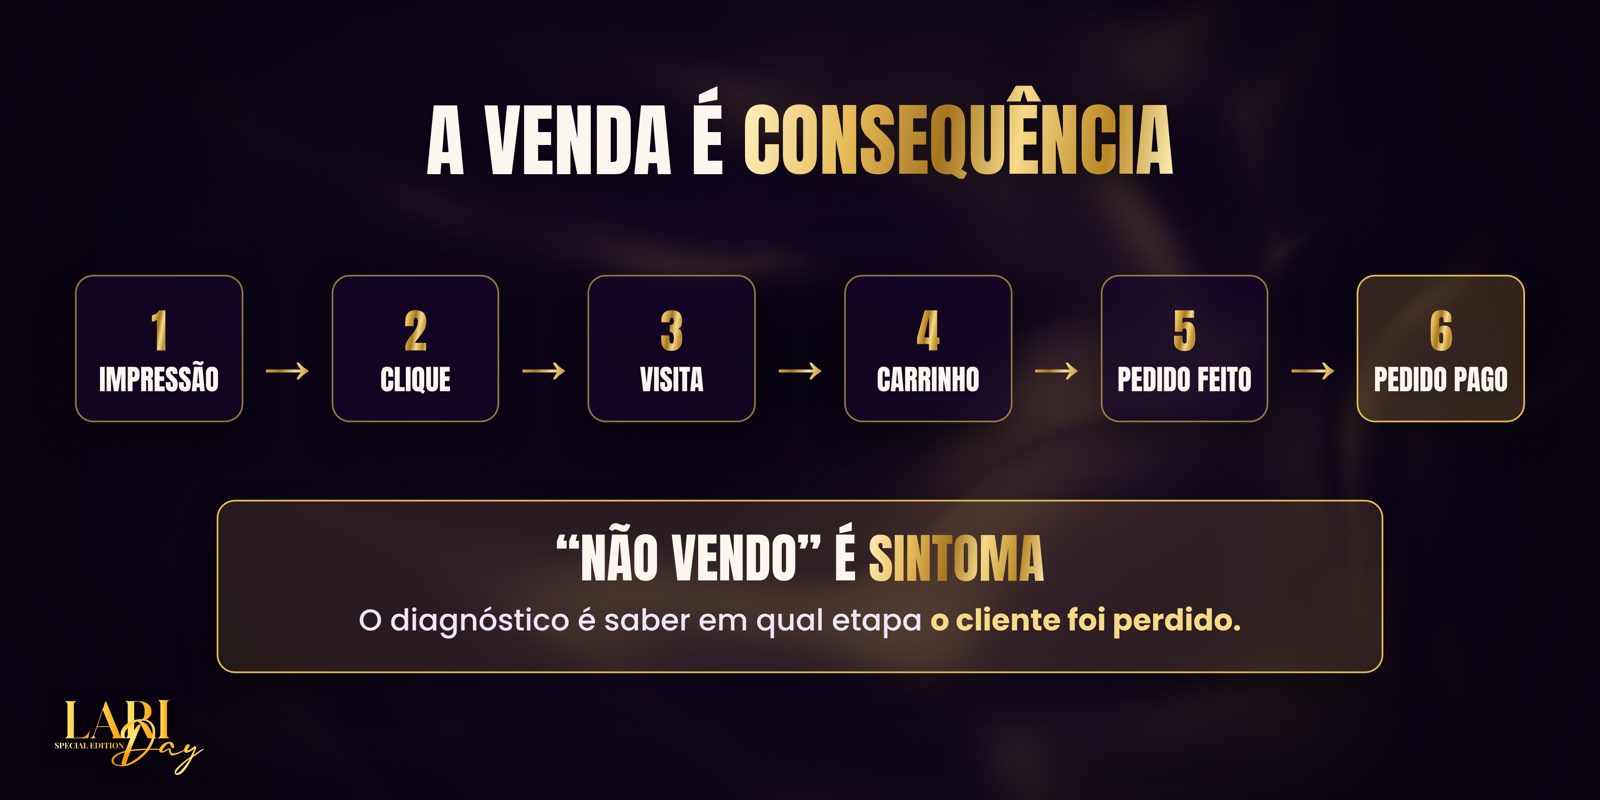 A VENDA É CONSEQUÊNCIA
1
IMPRESSÃO
→
2
CLIQUE
→
3
VISITA
→
4
CARRINHO
→
5
PEDIDO FEITO
→
6
PEDIDO PAGO
“NÃO VENDO” É SINTOMA
O diagnóstico é saber em qual etapa o cliente foi perdido.
LARI
SPECIAL EDITION Day